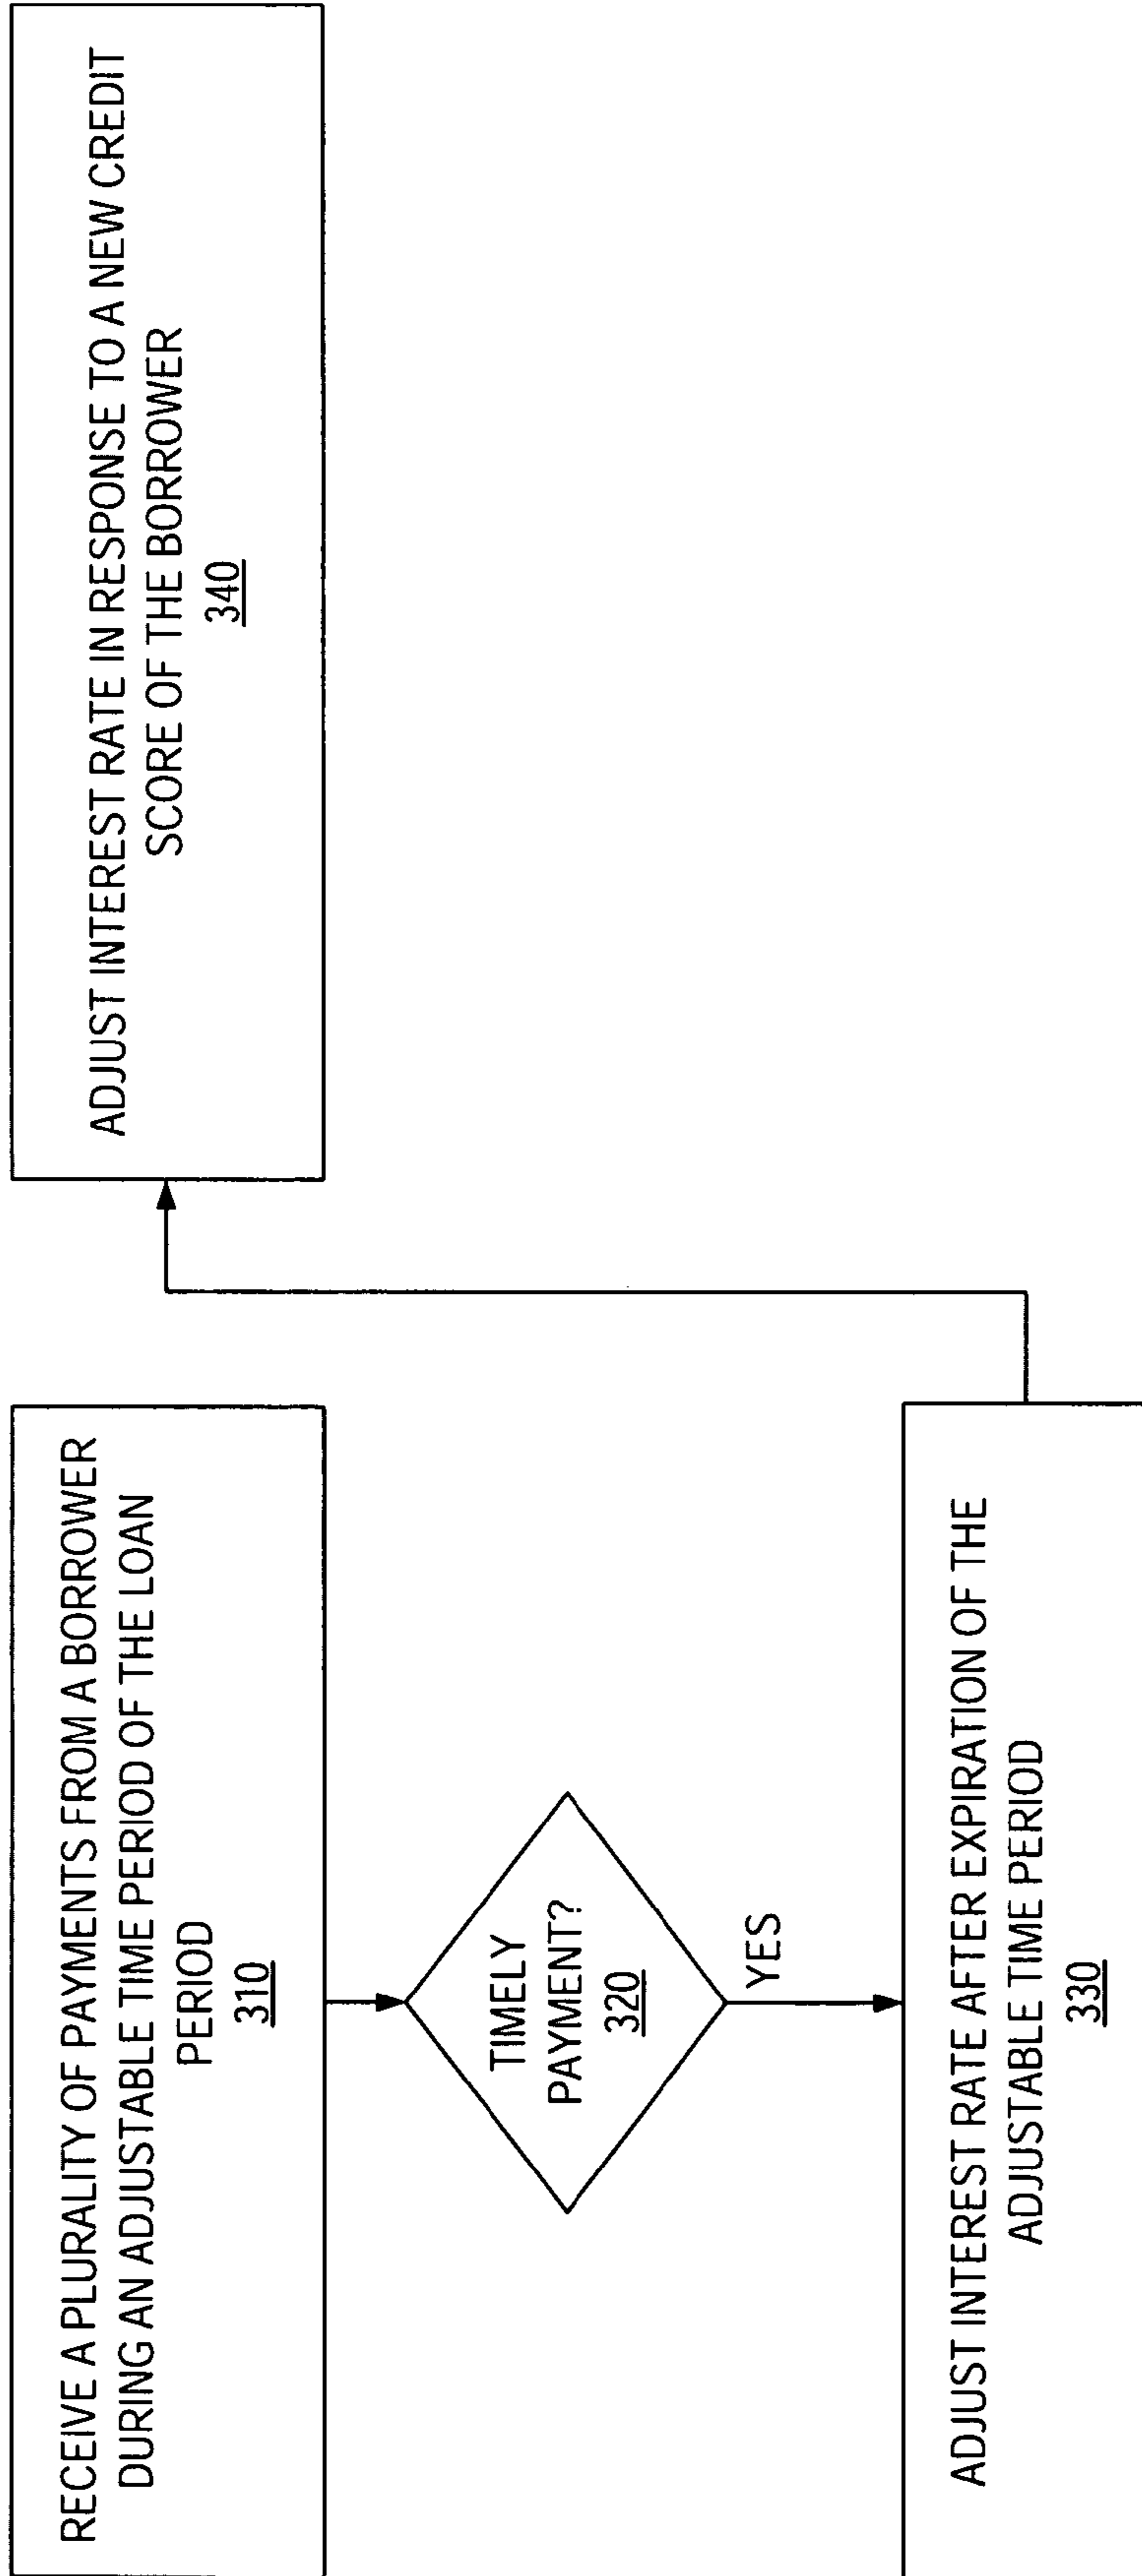 RECEIVE A PLURALITY OF PAYMENTS FROM A BORROWER
DURING AN ADJUSTABLE TIME PERIOD OF THE LOAN
PERIOD
310
TIMELY
PAYMENT?
320
YES
ADJUST INTEREST RATE AFTER EXPIRATION OF THE
ADJUSTABLE TIME PERIOD
330
ADJUST INTEREST RATE IN RESPONSE TO A NEW CREDIT
SCORE OF THE BORROWER
340